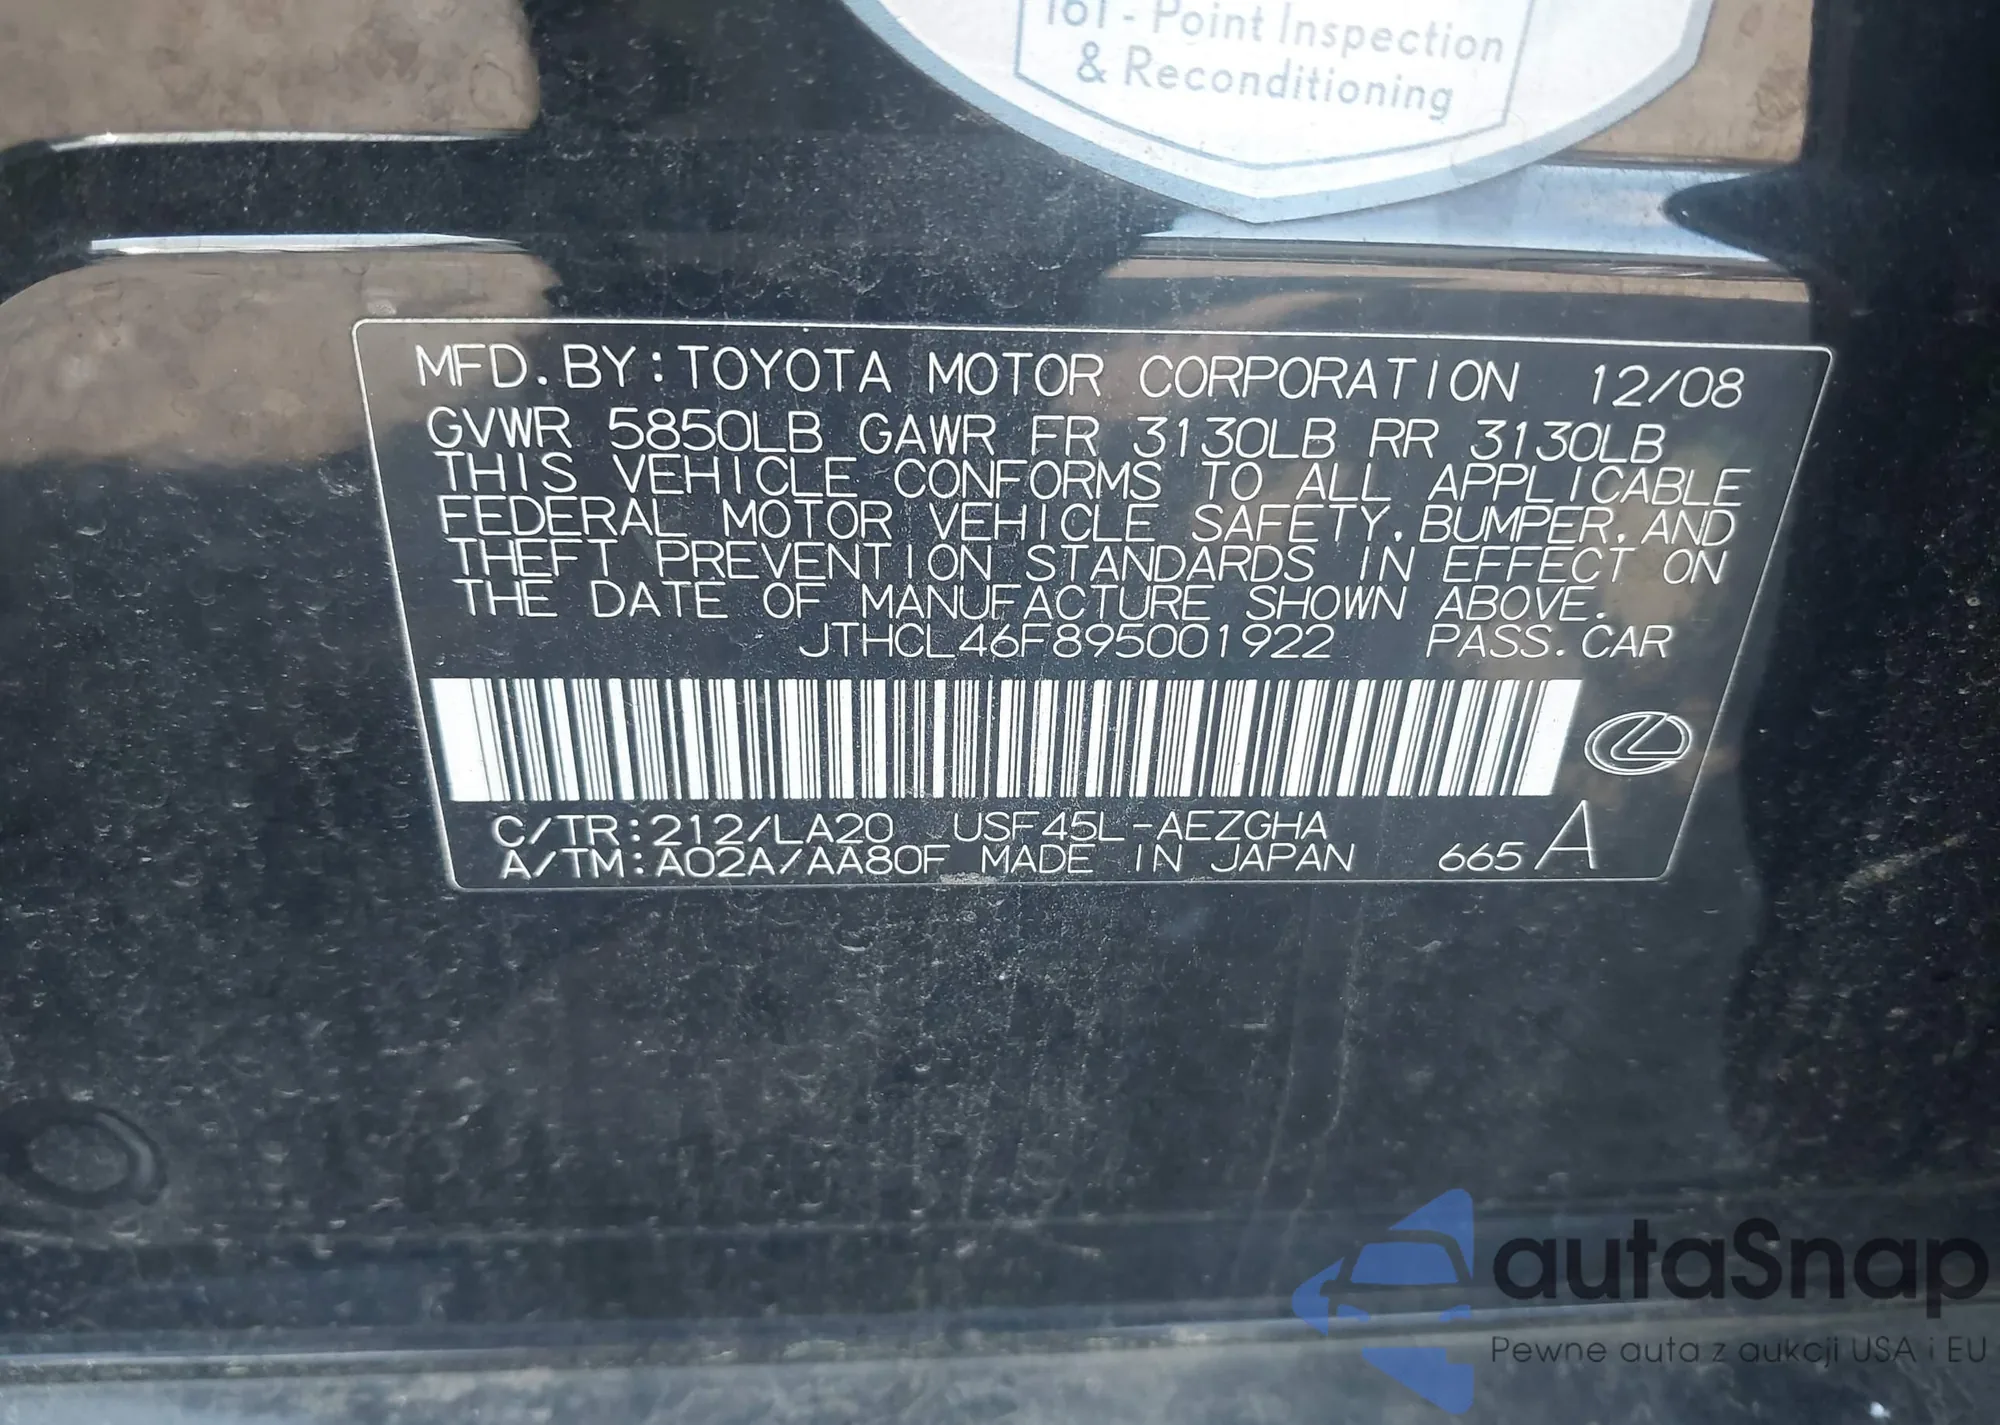 161 - Point Inspection
& Reconditioning
MFD. BY: TOYOTA MOTOR CORPORATION 12/08
GVWR 5850LB GAWR FR 3130LB RR 3130LB
THIS VEHICLE CONFORMS TO ALL APPLICABLE
FEDERAL MOTOR VEHICLE SAFETY, BUMPER, AND
THEFT PREVENTION STANDARDS IN EFFECT ON
THE DATE OF MANUFACTURE SHOWN ABOVE.
JTHCL46F895001922 PASS. CAR
C/TR: 212/LA20 USF45L-AEZGHA
A/TM: A02A/AA80F MADE IN JAPAN 665 A
autaSnap
Pewne auta z aukcji USA i EU